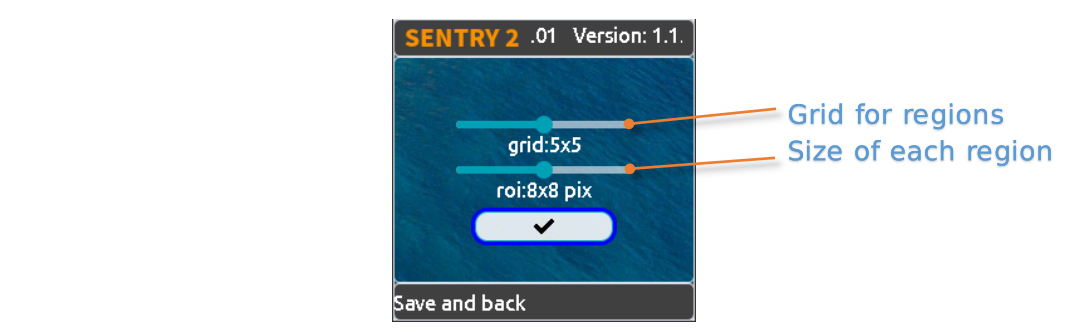 SENTRY 2 .01 Version: 1.1.
Grid for regions
grid:5x5
Size of each region
roi:8x8 pix
Save and back